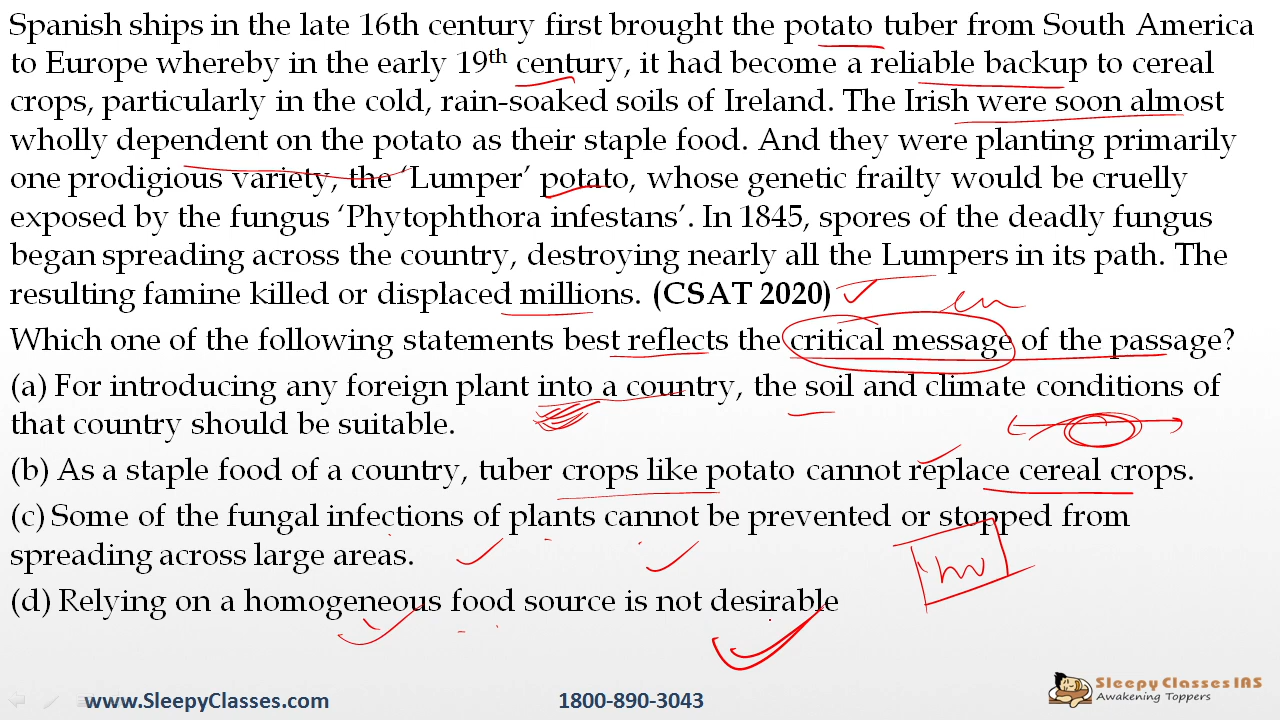 Spanish ships in the late 16th century first brought the potato tuber from South America
to Europe whereby in the early 19th century, it had become a reliable backup to cereal
crops, particularly in the cold, rain-soaked soils of Ireland. The Irish were soon almost
wholly dependent on the potato as their staple food. And they were planting primarily
one prodigious variety, the ‘Lumper’ potato, whose genetic frailty would be cruelly
exposed by the fungus ‘Phytophthora infestans’. In 1845, spores of the deadly fungus
began spreading across the country, destroying nearly all the Lumpers in its path. The
resulting famine killed or displaced millions. (CSAT 2020)
Which one of the following statements best reflects the critical message of the passage?
(a) For introducing any foreign plant into a country, the soil and climate conditions of
that country should be suitable.
(b) As a staple food of a country, tuber crops like potato cannot replace cereal crops.
(c) Some of the fungal infections of plants cannot be prevented or stopped from
spreading across large areas.
(d) Relying on a homogeneous food source is not desirable
www.SleepyClasses.com
1800-890-3043
Sleepy Classes IAS
Awakening Toppers